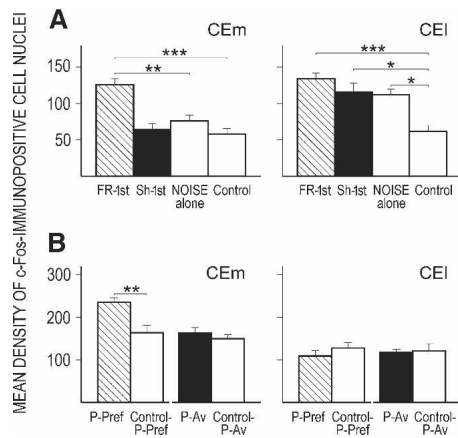 MEAN DENSITY OF c-Fos-IMMUNOPOSITIVE CELL NUCLEI
A
CEm
CEl
***
**
***
*
*
150
100
50
FR-1st Sh-1st NOISE alone Control
FR-1st Sh-1st NOISE alone Control
B
CEm
CEl
**
300
200
100
P-Pref Control-P-Pref P-Av Control-P-Av
P-Pref Control-P-Pref P-Av Control-P-Av